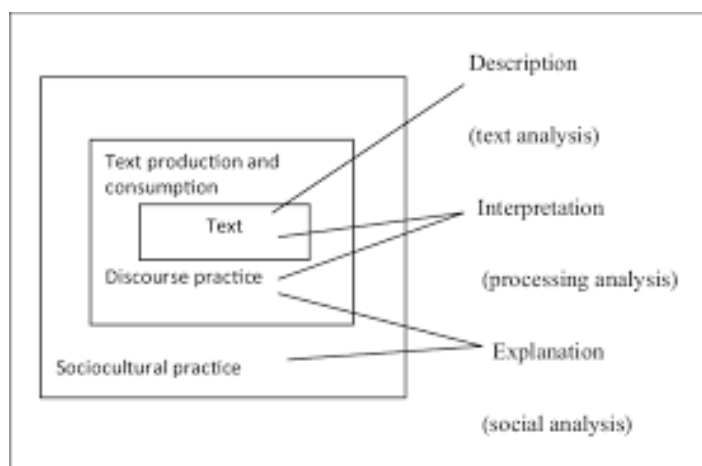 Description
(text analysis)
Text production and
consumption
Text
Interpretation
Discourse practice
(processing analysis)
Explanation
Sociocultural practice
(social analysis)